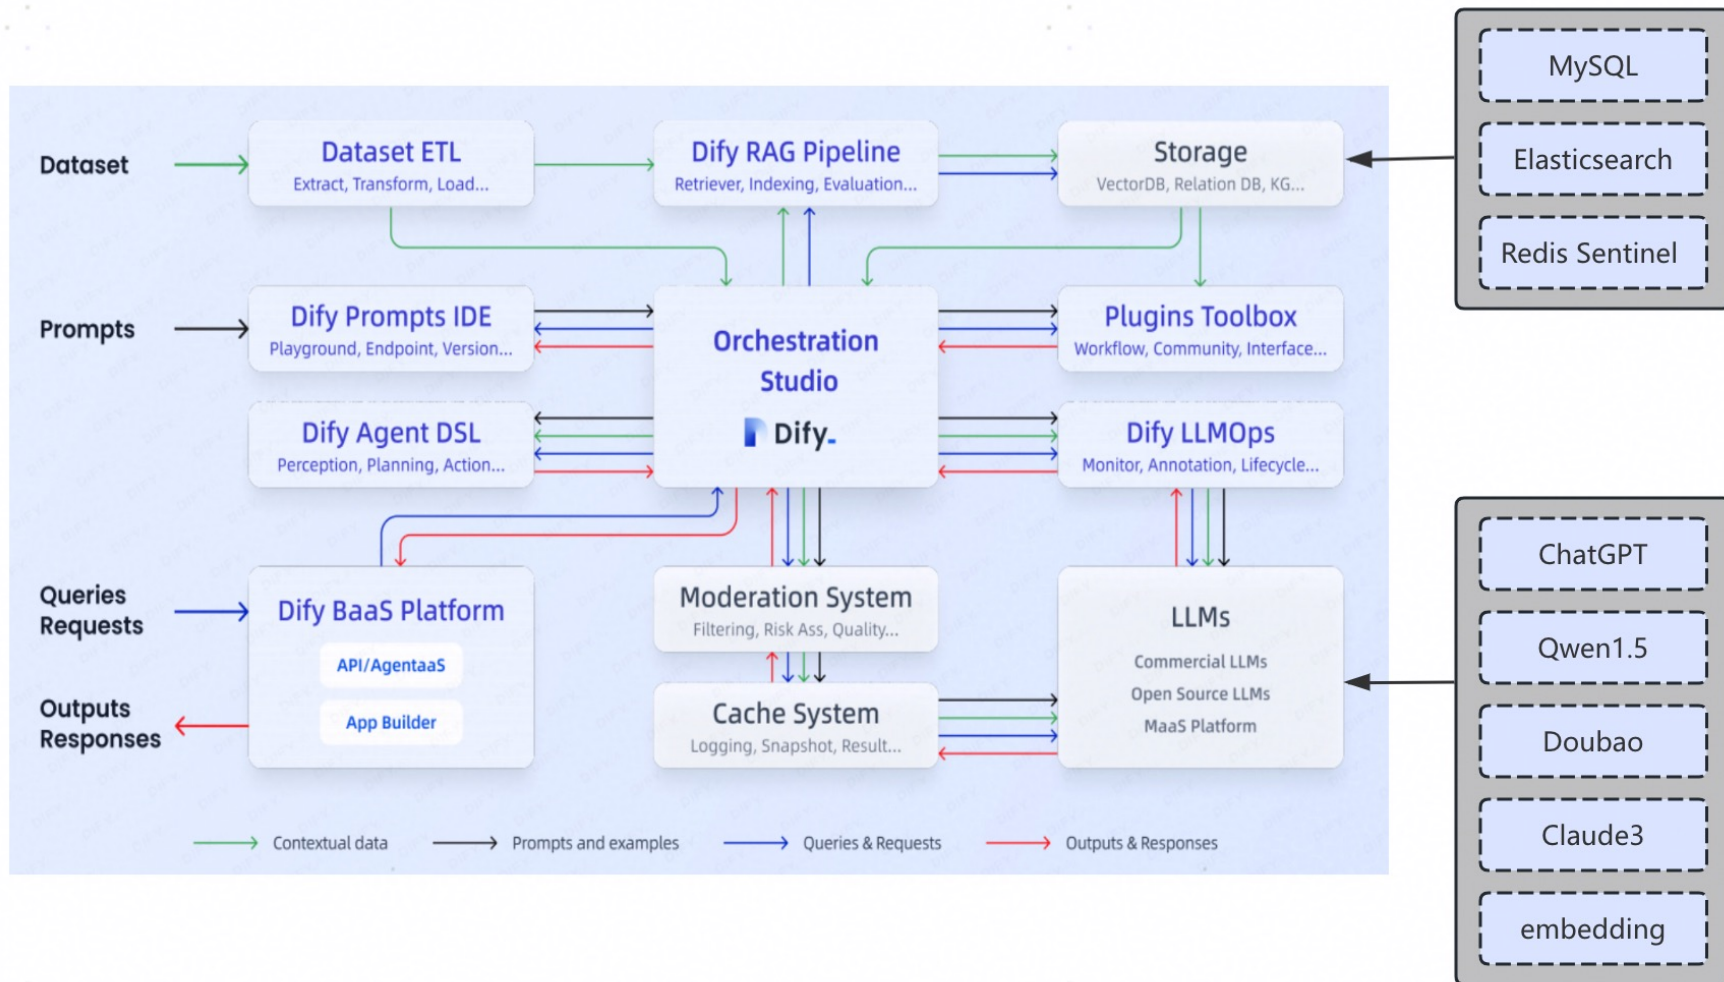 MySQL
Elasticsearch
Redis Sentinel
Dataset
Dataset ETL
Extract, Transform, Load...
Dify RAG Pipeline
Retriever, Indexing, Evaluation...
Storage
VectorDB, Relation DB, KG...
Prompts
Dify Prompts IDE
Playground, Endpoint, Version...
Orchestration
Studio
Dify_
Plugins Toolbox
Workflow, Community, Interface...
Dify Agent DSL
Perception, Planning, Action...
Dify LLMOps
Monitor, Annotation, Lifecycle...
Queries
Requests
Outputs
Responses
Dify BaaS Platform
API/AgentaaS
App Builder
Moderation System
Filtering, Risk Ass, Quality...
Cache System
Logging, Snapshot, Result...
LLMs
Commercial LLMs
Open Source LLMs
MaaS Platform
ChatGPT
Qwen1.5
Doubao
Claude3
embedding
Contextual data
Prompts and examples
Queries & Requests
Outputs & Responses